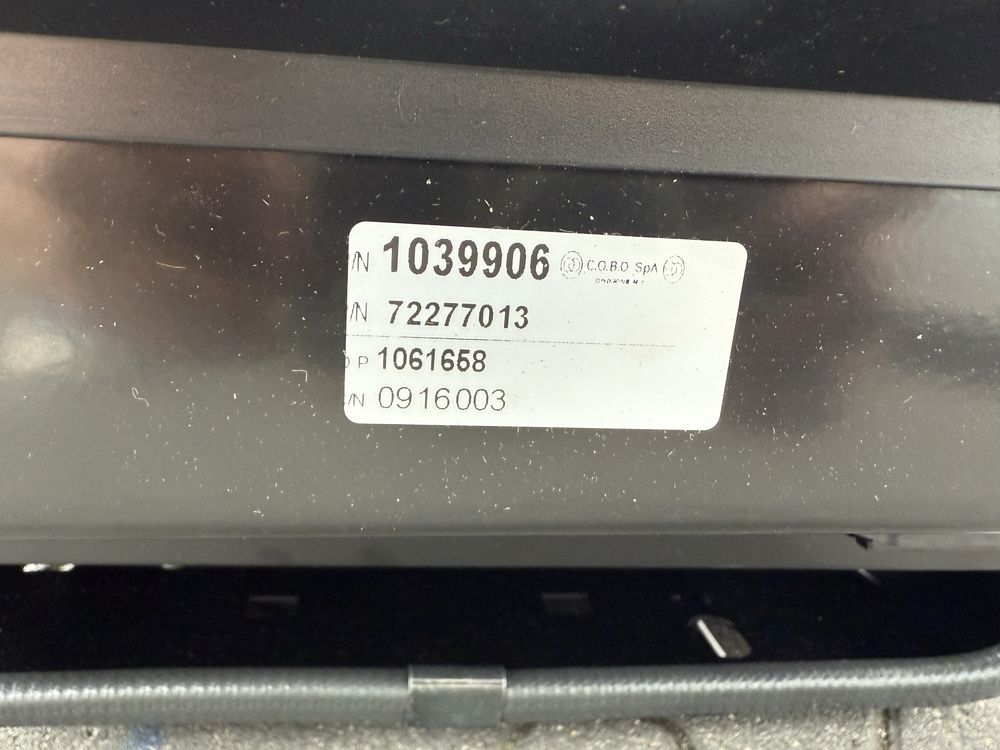 /N 1039906 C.O.B.O. SpA
/N 72277013
P 1061658
/N 0916003